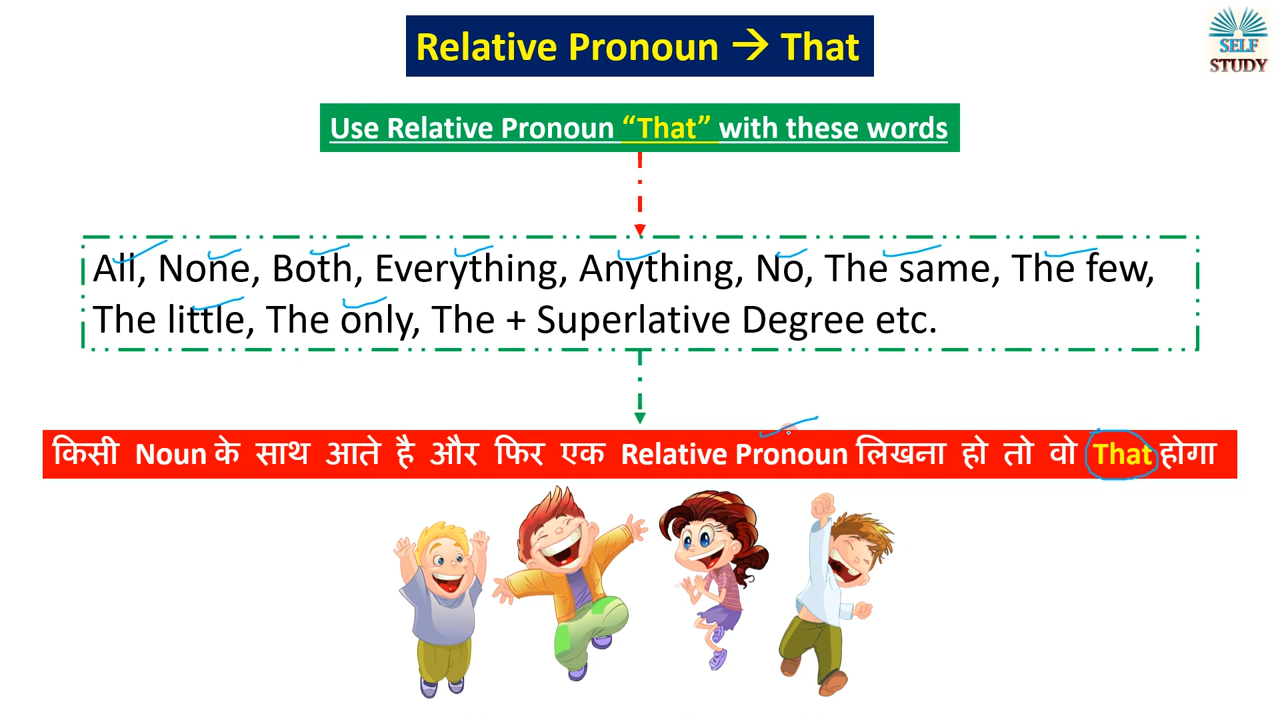 Relative Pronoun → That
SELF
STUDY
Use Relative Pronoun “That” with these words
All, None, Both, Everything, Anything, No, The same, The few,
The little, The only, The + Superlative Degree etc.
किसी Noun के साथ आते है और फिर एक Relative Pronoun लिखना हो तो वो That होगा